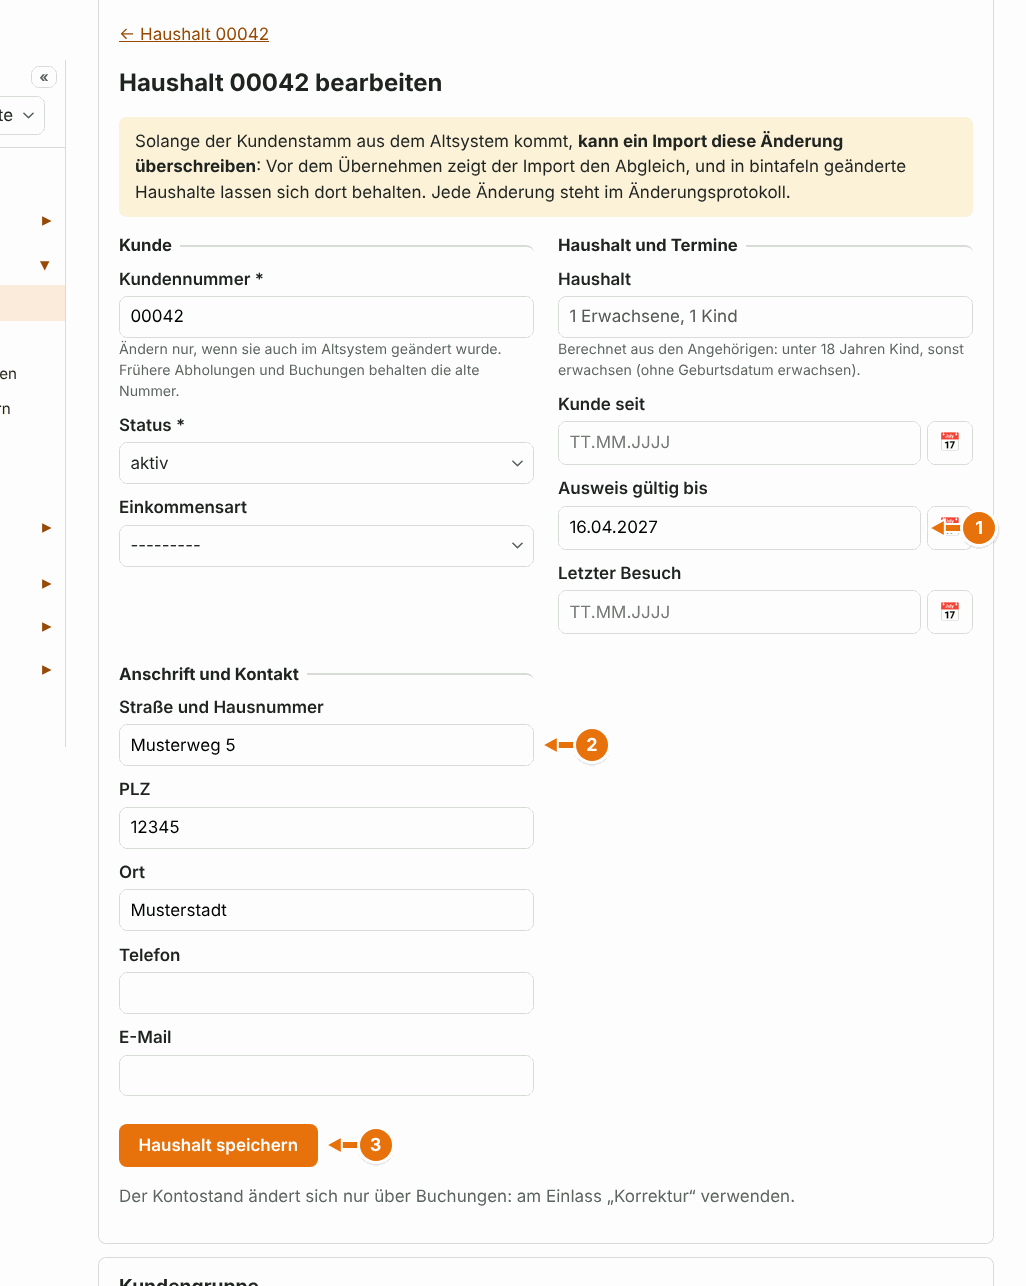 ← Haushalt 00042
«
te
Haushalt 00042 bearbeiten
Solange der Kundenstamm aus dem Altsystem kommt, kann ein Import diese Änderung
überschreiben: Vor dem Übernehmen zeigt der Import den Abgleich, und in bintafeln geänderte
Haushalte lassen sich dort behalten. Jede Änderung steht im Änderungsprotokoll.
en
rn
Kunde
Kundennummer *
00042
Ändern nur, wenn sie auch im Altsystem geändert wurde.
Frühere Abholungen und Buchungen behalten die alte
Nummer.
Status *
aktiv
Einkommensart
---------
Haushalt und Termine
Haushalt
1 Erwachsene, 1 Kind
Berechnet aus den Angehörigen: unter 18 Jahren Kind, sonst
erwachsen (ohne Geburtsdatum erwachsen).
Kunde seit
TT.MM.JJJJ
Ausweis gültig bis
16.04.2027
1
Letzter Besuch
TT.MM.JJJJ
Anschrift und Kontakt
Straße und Hausnummer
Musterweg 5
2
PLZ
12345
Ort
Musterstadt
Telefon
E-Mail
Haushalt speichern
3
Der Kontostand ändert sich nur über Buchungen: am Einlass „Korrektur“ verwenden.
Kundengruppe